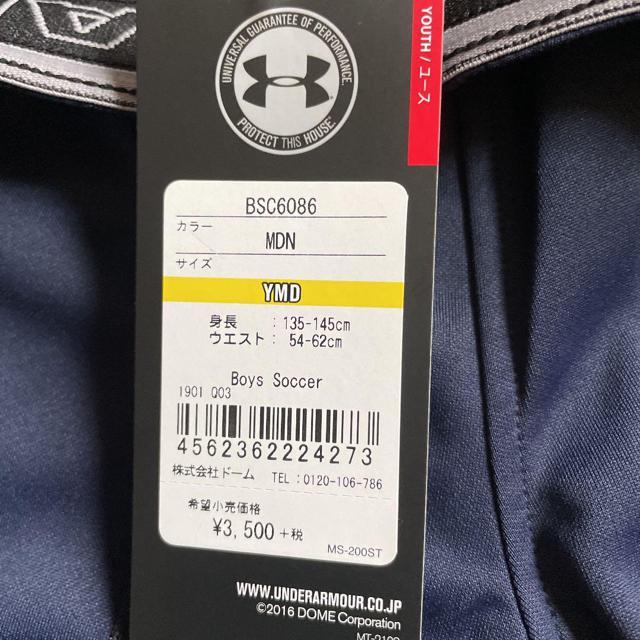 UNIVERSAL GUARANTEE OF PERFORMANCE.
PROTECT THIS HOUSE.
YOUTH / ユース
BSC6086
カラー
MDN
サイズ
YMD
身長 : 135-145cm
ウエスト : 54-62cm
Boys Soccer
1901 Q03
4562362224273
株式会社ドーム TEL : 0120-106-786
希望小売価格
¥3,500 +税
MS-200ST
WWW.UNDERARMOUR.CO.JP
©2016 DOME Corporation